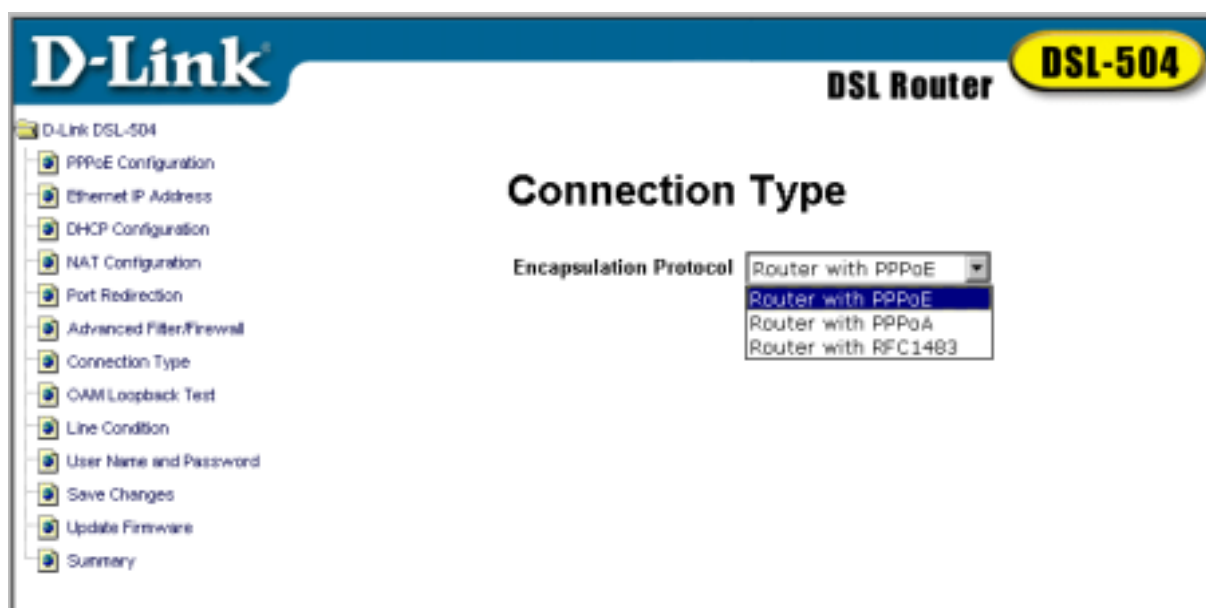 D-Link
DSL Router
DSL-504
D-Link DSL-504
PPPoE Configuration
Ethernet IP Address
DHCP Configuration
NAT Configuration
Port Redirection
Advanced Filter/Firewall
Connection Type
OAM Loopback Test
Line Condition
User Name and Password
Save Changes
Update Firmware
Summary
Connection Type
Encapsulation Protocol Router with PPPoE
Router with PPPoE
Router with PPPoA
Router with RFC1483